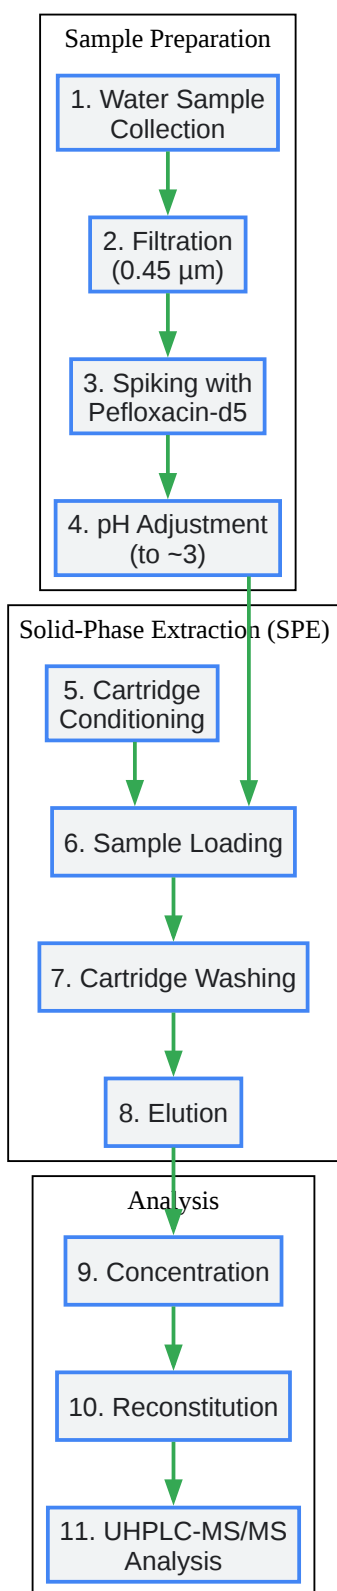 Sample Preparation
1. Water Sample
Collection
2. Filtration
(0.45 µm)
3. Spiking with
Pefloxacin-d5
4. pH Adjustment
(to ~3)
Solid-Phase Extraction (SPE)
5. Cartridge
Conditioning
6. Sample Loading
7. Cartridge Washing
8. Elution
Analysis
9. Concentration
10. Reconstitution
11. UHPLC-MS/MS
Analysis